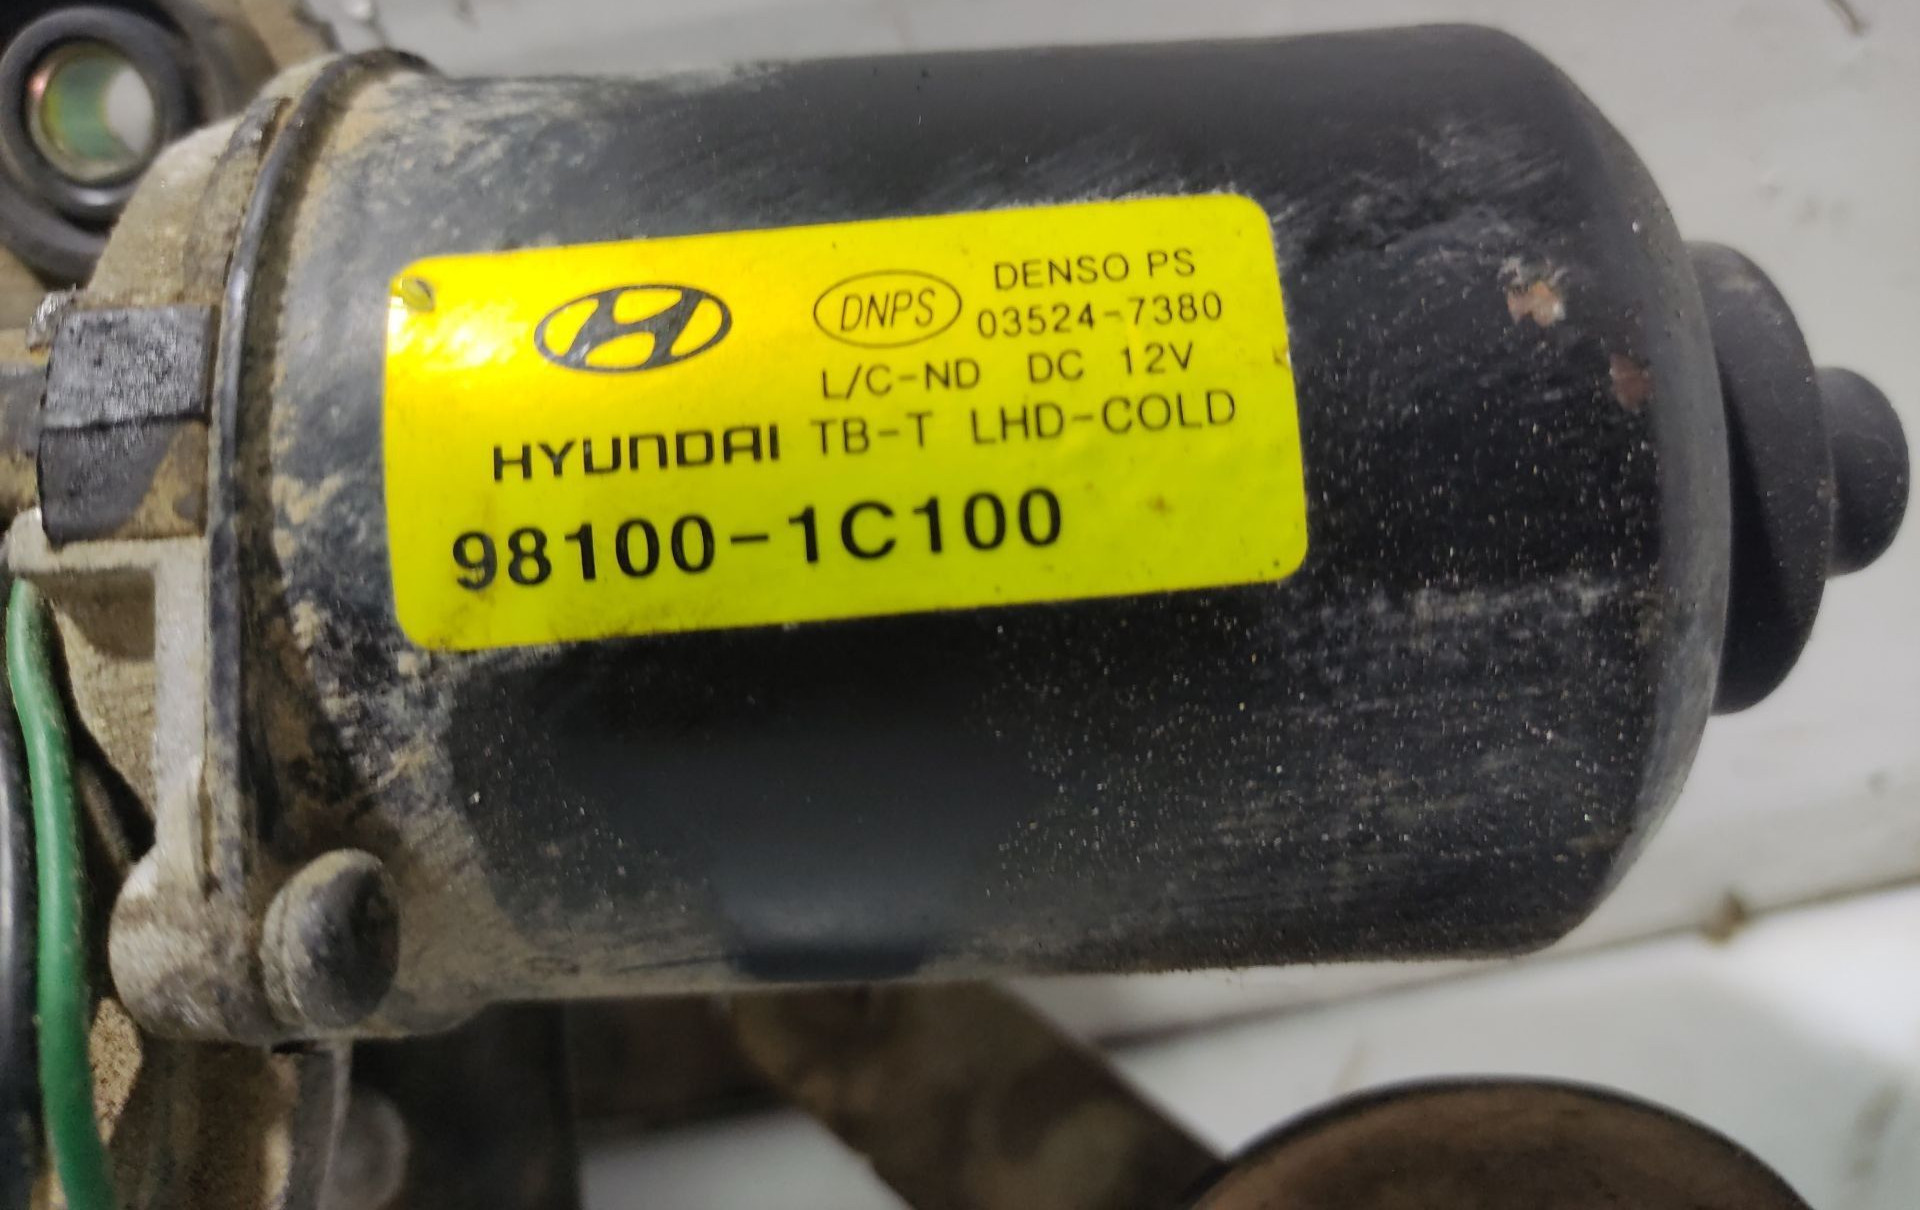 DNPS DENSO PS
03524-7380
L/C-ND DC 12V
HYUNDAI TB-T LHD-COLD
98100-1C100